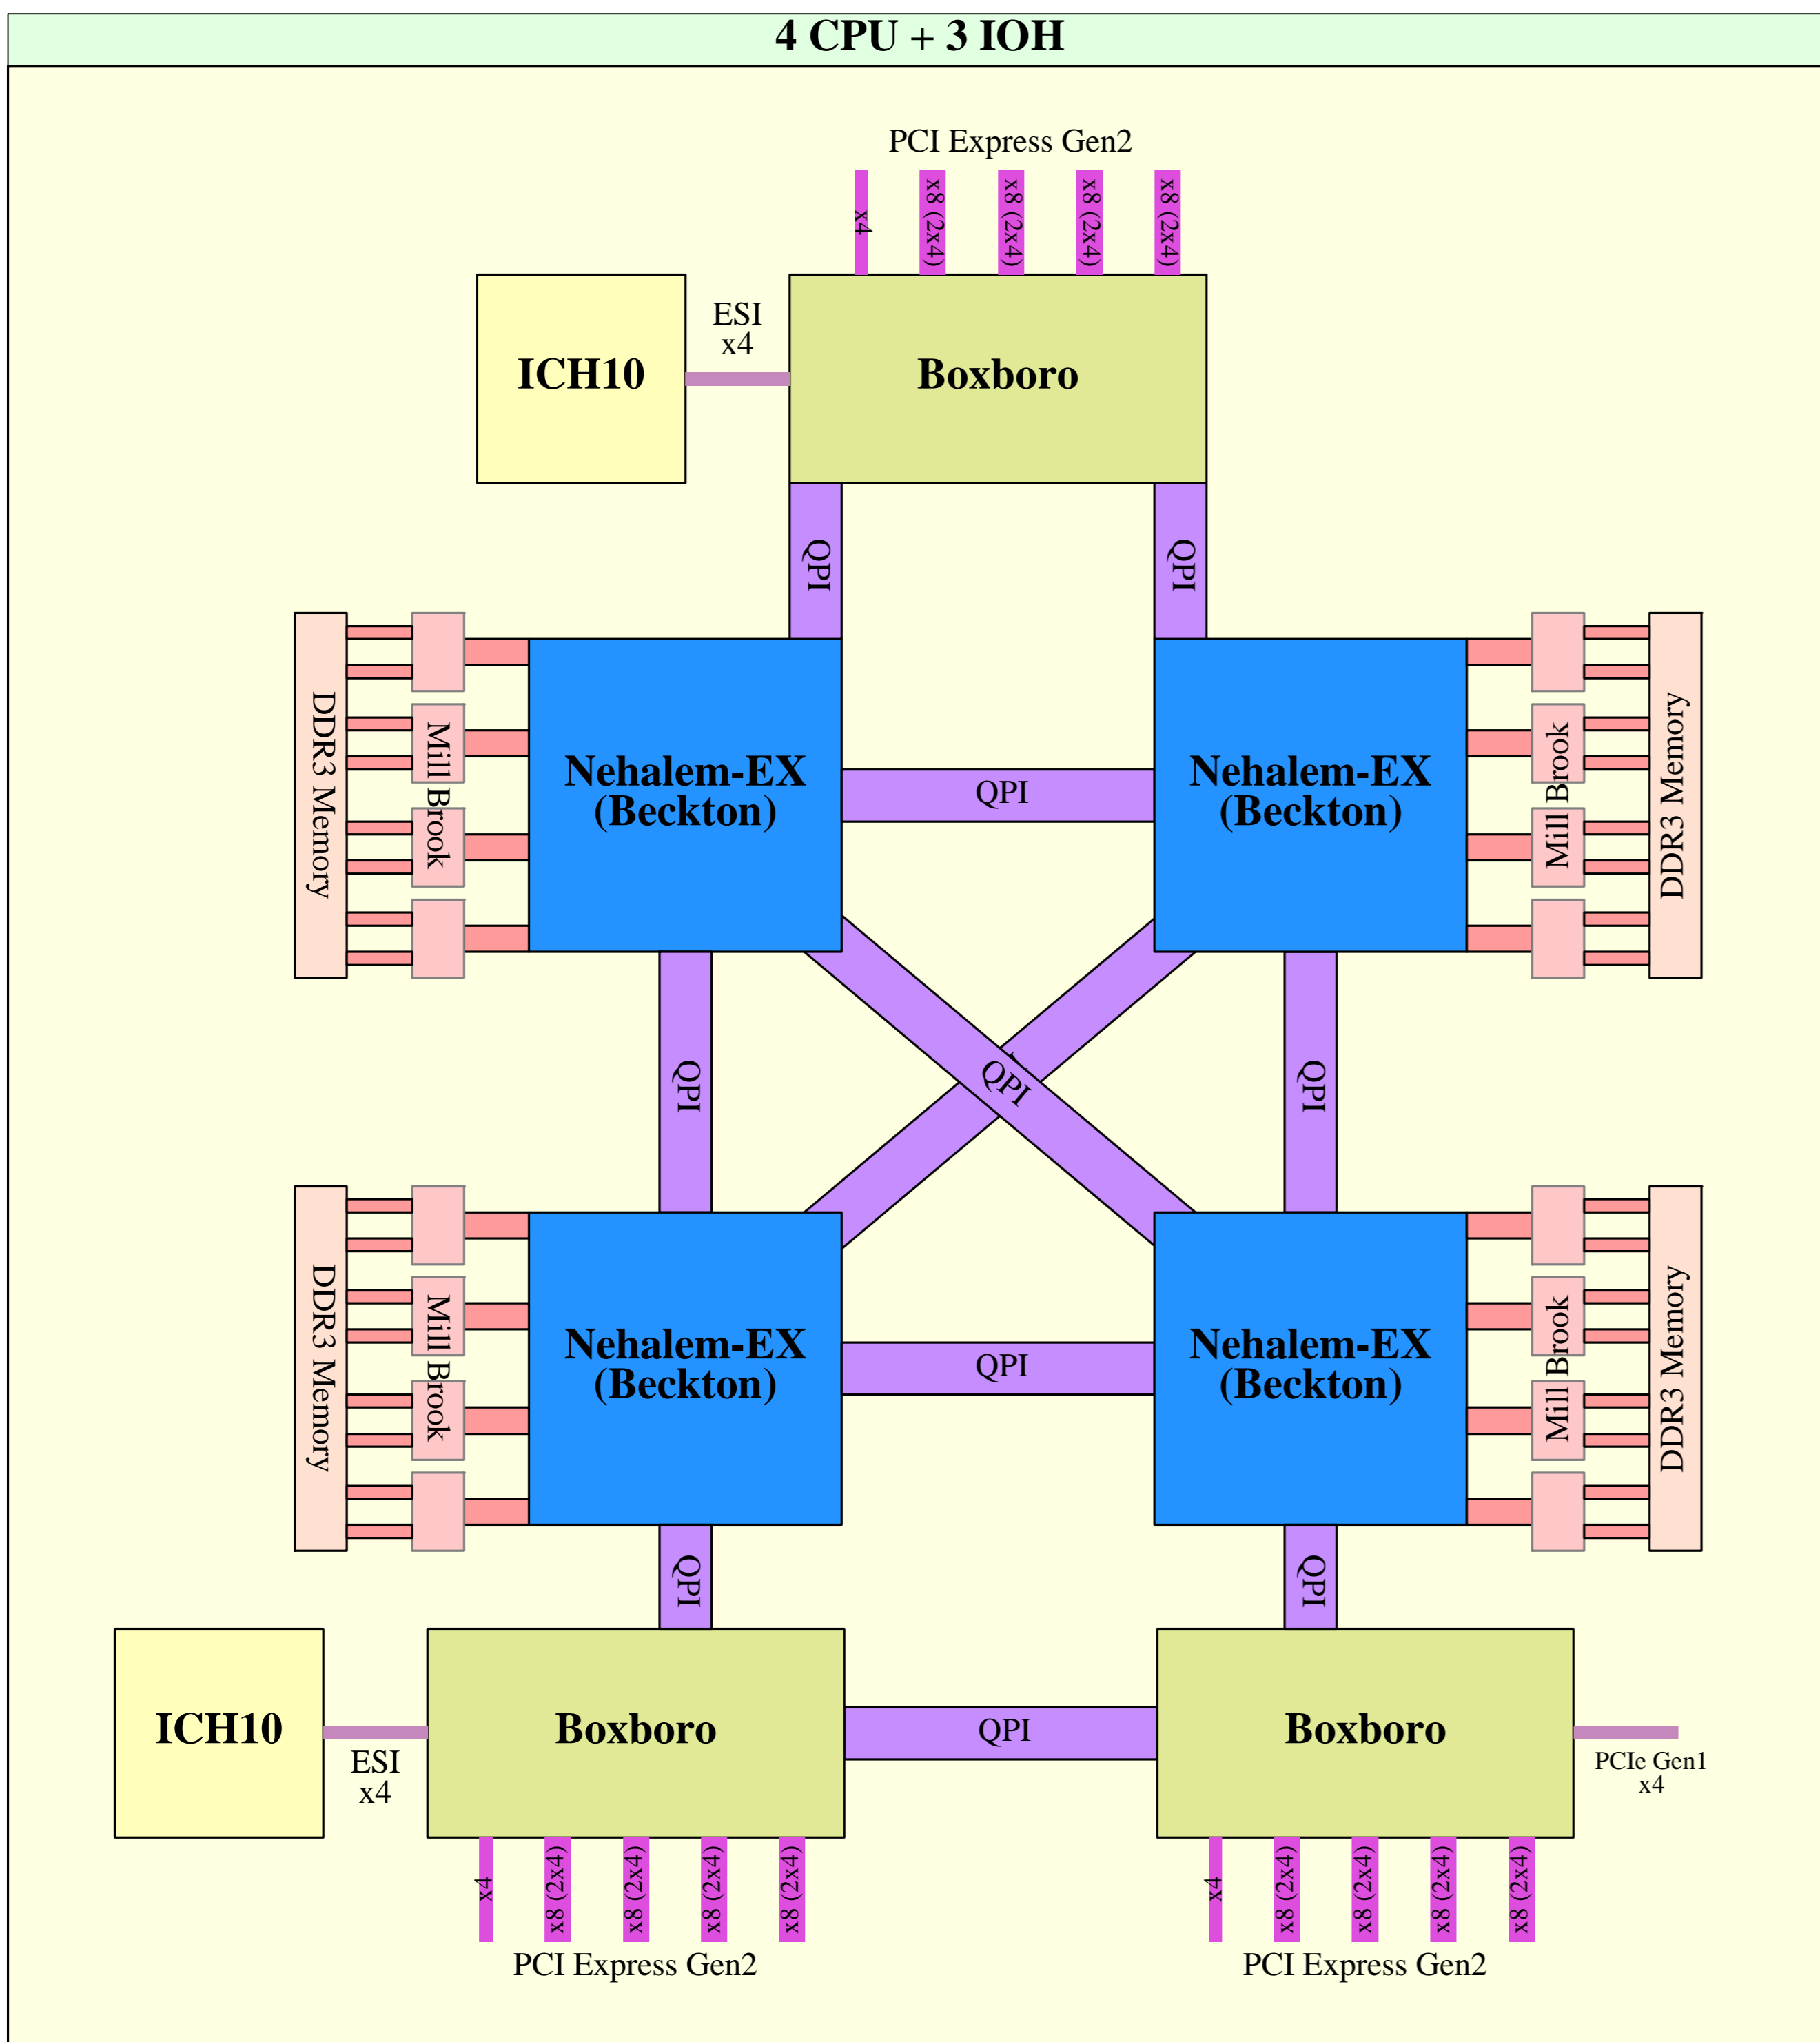 4 CPU + 3 IOH
PCI Express Gen2
x4
x8 (2x4)
x8 (2x4)
x8 (2x4)
x8 (2x4)
ICH10
ESI
x4
Boxboro
QPI
QPI
DDR3 Memory
Mill Brook
Nehalem-EX
(Beckton)
QPI
Nehalem-EX
(Beckton)
Mill Brook
DDR3 Memory
QPI
QPI
QPI
DDR3 Memory
Mill Brook
Nehalem-EX
(Beckton)
QPI
Nehalem-EX
(Beckton)
Mill Brook
DDR3 Memory
QPI
QPI
ICH10
ESI
x4
Boxboro
QPI
Boxboro
PCIe Gen1
x4
x4
x8 (2x4)
x8 (2x4)
x8 (2x4)
x8 (2x4)
PCI Express Gen2
x4
x8 (2x4)
x8 (2x4)
x8 (2x4)
x8 (2x4)
PCI Express Gen2